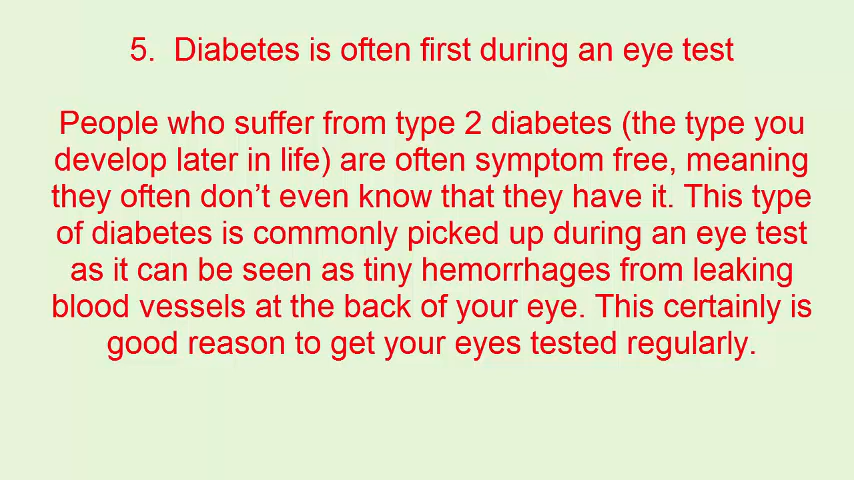 5.  Diabetes is often first during an eye test
People who suffer from type 2 diabetes (the type you
develop later in life) are often symptom free, meaning
they often don’t even know that they have it. This type
of diabetes is commonly picked up during an eye test
as it can be seen as tiny hemorrhages from leaking
blood vessels at the back of your eye. This certainly is
good reason to get your eyes tested regularly.